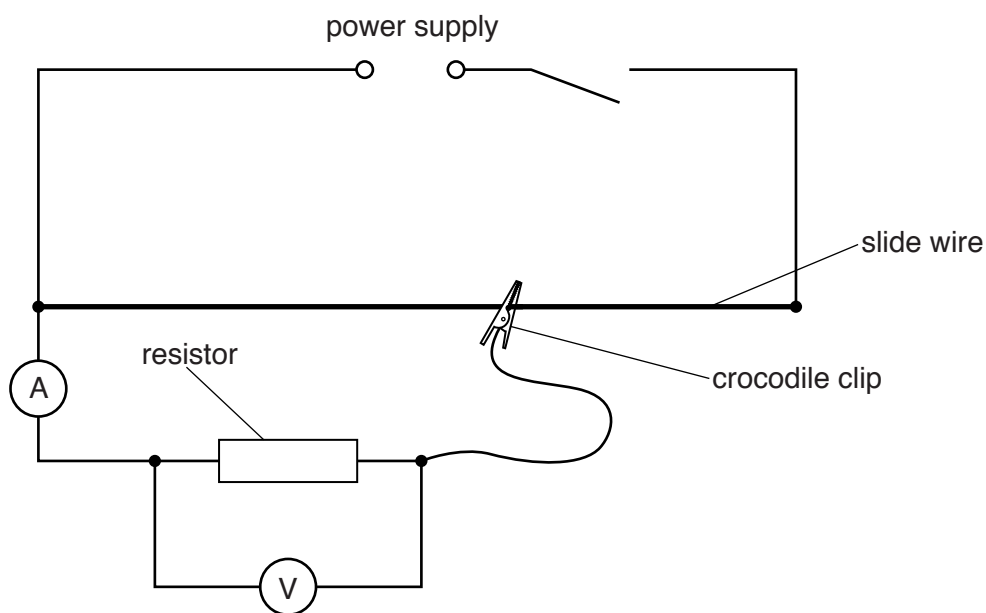 power supply
slide wire
resistor
crocodile clip
A
V